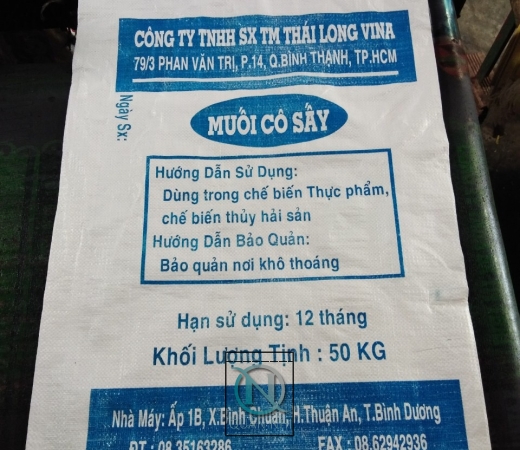 CÔNG TY TNHH SX TM THÁI LONG VINA
79/3 PHAN VĂN TRỊ, P.14, Q.BÌNH THẠNH, TP.HCM
Ngày Sx:
MUỐI CÔ SẤY
Hướng Dẫn Sử Dụng:
Dùng trong chế biến Thực phẩm,
chế biến thủy hải sản
Hướng Dẫn Bảo Quản:
Bảo quản nơi khô thoáng
Hạn sử dụng: 12 tháng
Khối Lượng Tịnh : 50 KG
N
Nhà Máy: Ấp 1B, X.Bình Chuẩn, H.Thuận An, T.Bình Dương
ĐT : 08.35163286 FAX : 08.62942936